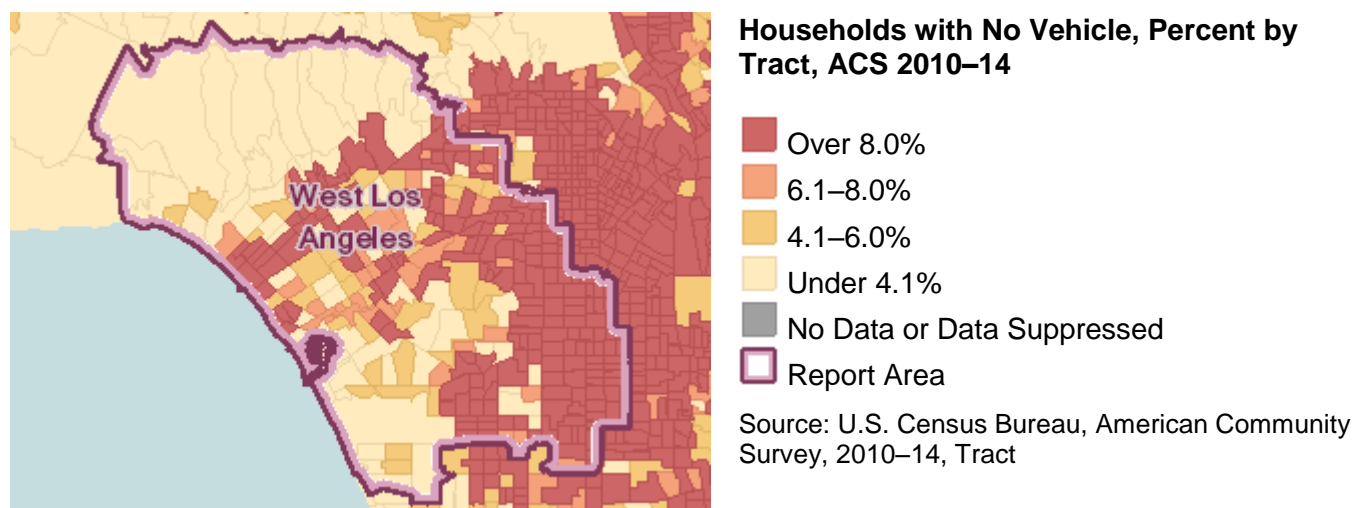 West Los
Angeles
Households with No Vehicle, Percent by
Tract, ACS 2010–14
Over 8.0%
6.1–8.0%
4.1–6.0%
Under 4.1%
No Data or Data Suppressed
Report Area
Source: U.S. Census Bureau, American Community
Survey, 2010–14, Tract